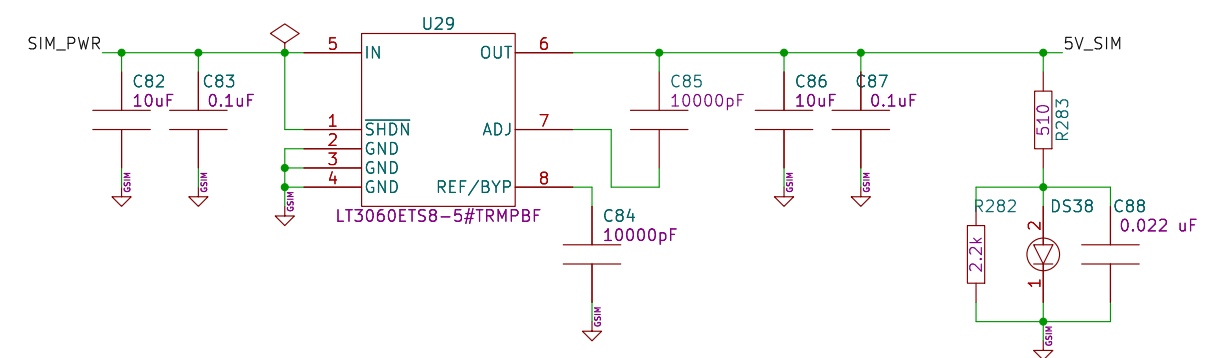 U29
SIM_PWR
5
IN
OUT
6
5V_SIM
C82
10uF
C83
0.1uF
C85
10000pF
C86
10uF
C87
0.1uF
510
R283
1
SHDN
ADJ
7
2
GND
3
GND
4
GND
REF/BYP
8
GSIM
GSIM
GSIM
GSIM
GSIM
LT3060ETS8-5#TRMPBF
C84
10000pF
R282
2.2k
DS38
2
1
C88
0.022 uF
GSIM
GSIM